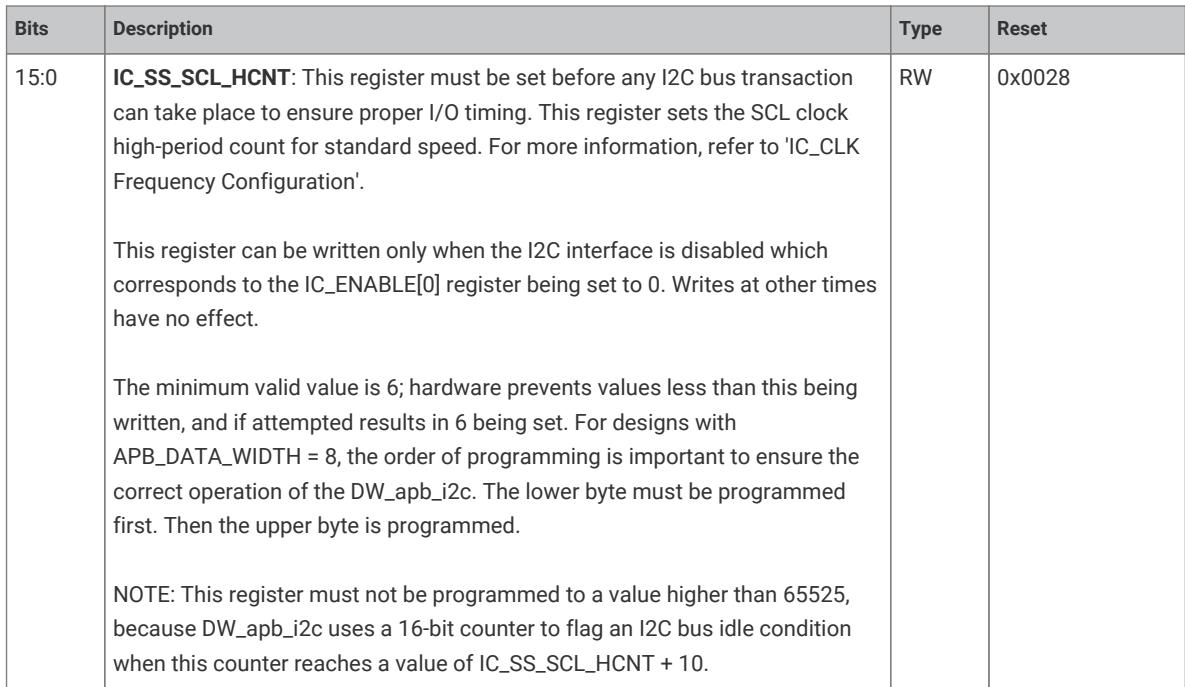 Bits Description Type Reset
15:0 IC_SS_SCL_HCNT: This register must be set before any I2C bus transaction RW 0x0028
can take place to ensure proper I/O timing. This register sets the SCL clock
high-period count for standard speed. For more information, refer to 'IC_CLK
Frequency Configuration'.
This register can be written only when the I2C interface is disabled which
corresponds to the IC_ENABLE[0] register being set to 0. Writes at other times
have no effect.
The minimum valid value is 6; hardware prevents values less than this being
written, and if attempted results in 6 being set. For designs with
APB_DATA_WIDTH = 8, the order of programming is important to ensure the
correct operation of the DW_apb_i2c. The lower byte must be programmed
first. Then the upper byte is programmed.
NOTE: This register must not be programmed to a value higher than 65525,
because DW_apb_i2c uses a 16-bit counter to flag an I2C bus idle condition
when this counter reaches a value of IC_SS_SCL_HCNT + 10.